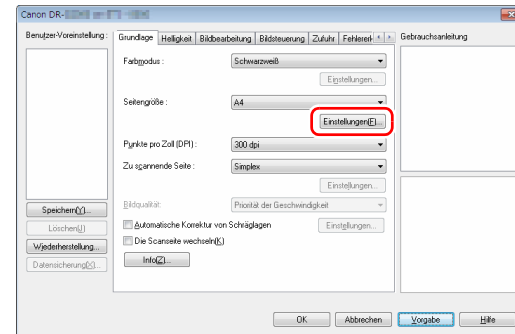 Canon DR-
Benutzer-Voreinstellung :
Speichern(Y)...
Löschen(J)
Wiederherstellung...
Datensicherung(X)...
Grundlage Helligkeit Bildbearbeitung Bildsteuerung Zufuhr Fehlererk
Farbmodus : Schwarzweiß
Einstellungen...
Seitengröße : A4
Einstellungen(F)...
Punkte pro Zoll (DPI) : 300 dpi
Zu scannende Seite : Simplex
Einstellungen...
Bildqualität: Priorität der Geschwindigkeit
Automatische Korrektur von Schräglagen Einstellungen...
Die Scanseite wechseln(K)
Info(Z)...
Gebrauchsanleitung
OK Abbrechen Vorgabe Hilfe